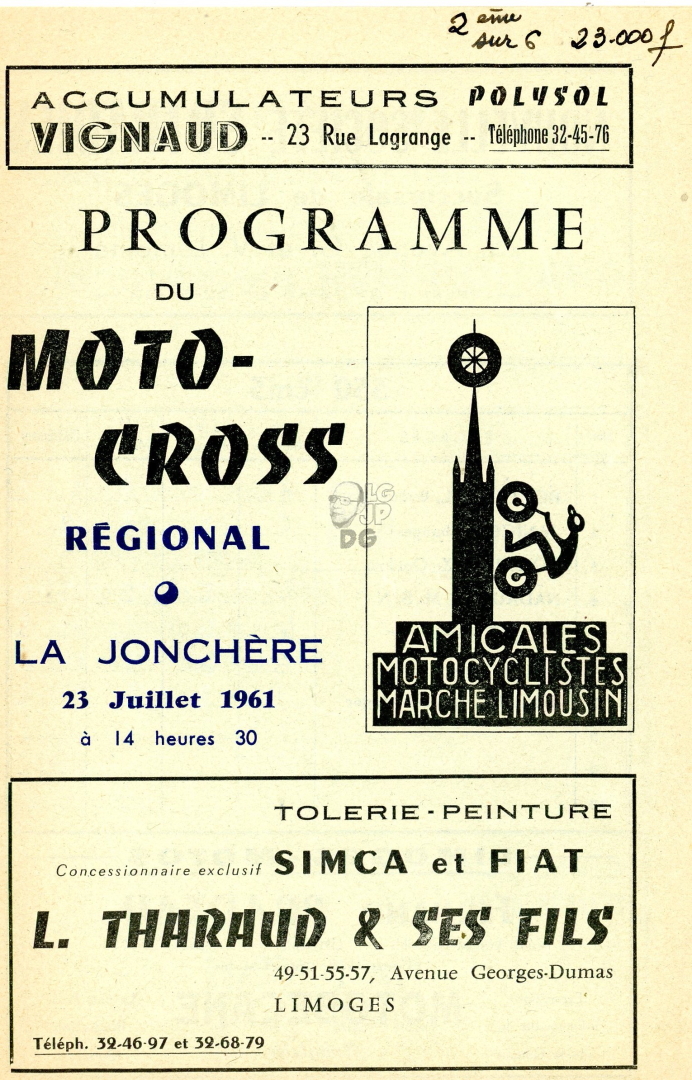 2ème
sur 6 23.000 f
ACCUMULATEURS POLYSOL
VIGNAUD -- 23 Rue Lagrange -- Téléphone 32-45-76
PROGRAMME
DU
MOTO-
CROSS
RÉGIONAL
LA JONCHÈRE
23 Juillet 1961
à 14 heures 30
LG
JP
DG
AMICALES
MOTOCYCLISTES
MARCHE LIMOUSIN
TOLERIE - PEINTURE
Concessionnaire exclusif SIMCA et FIAT
L. THARAUD & SES FILS
49-51-55-57, Avenue Georges-Dumas
LIMOGES
Téléph. 32-46-97 et 32-68-79